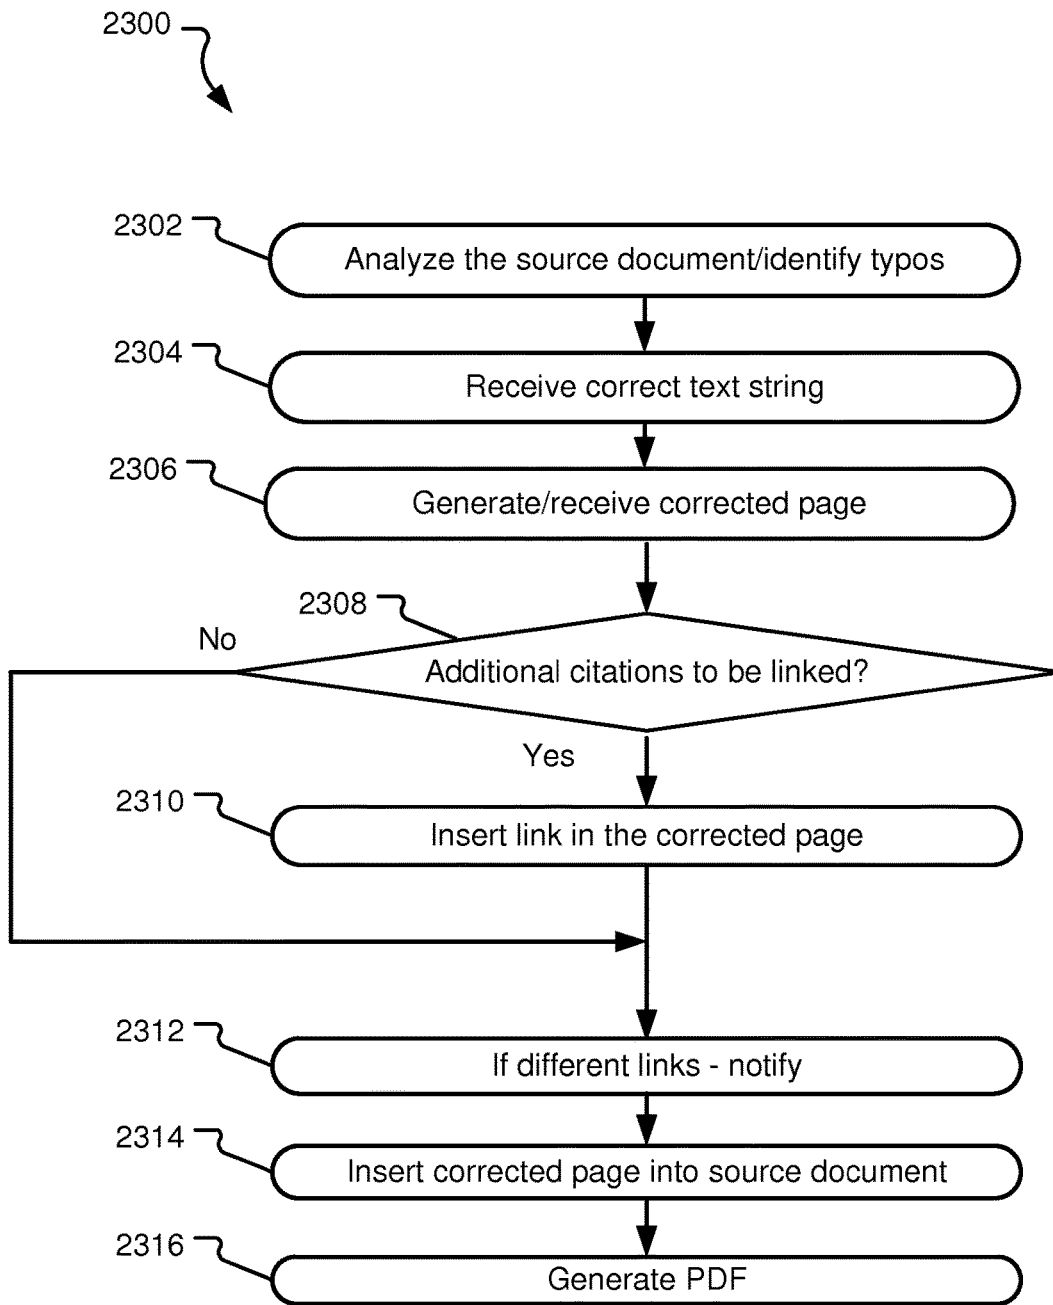 2300
2302
Analyze the source document/identify typos
2304
Receive correct text string
2306
Generate/receive corrected page
2308
No
Additional citations to be linked?
Yes
2310
Insert link in the corrected page
2312
If different links - notify
2314
Insert corrected page into source document
2316
Generate PDF